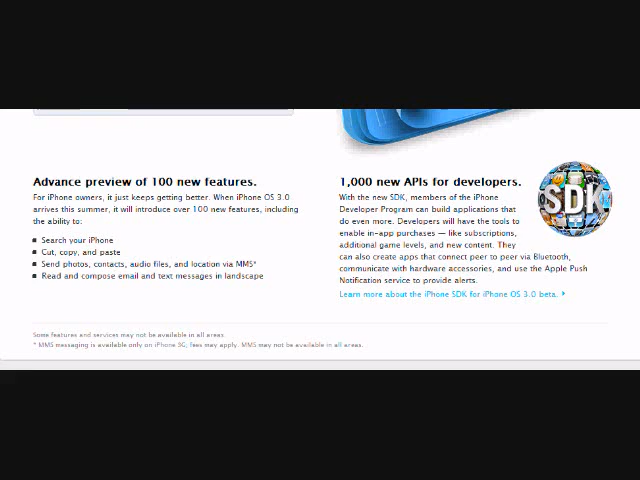 Advance preview of 100 new features.
For iPhone owners, it just keeps getting better. When iPhone OS 3.0
arrives this summer, it will introduce over 100 new features, including
the ability to:
Search your iPhone
Cut, copy, and paste
Send photos, contacts, audio files, and location via MMS*
Read and compose email and text messages in landscape
1,000 new APIs for developers.
With the new SDK, members of the iPhone
Developer Program can build applications that
do even more. Developers will have the tools to
enable in-app purchases — like subscriptions,
additional game levels, and new content. They
can also create apps that connect peer to peer via Bluetooth,
communicate with hardware accessories, and use the Apple Push
Notification service to provide alerts.
Learn more about the iPhone SDK for iPhone OS 3.0 beta.
SDK
Some features and services may not be available in all areas.
* MMS messaging is available only on iPhone 3G; fees may apply. MMS may not be available in all areas.